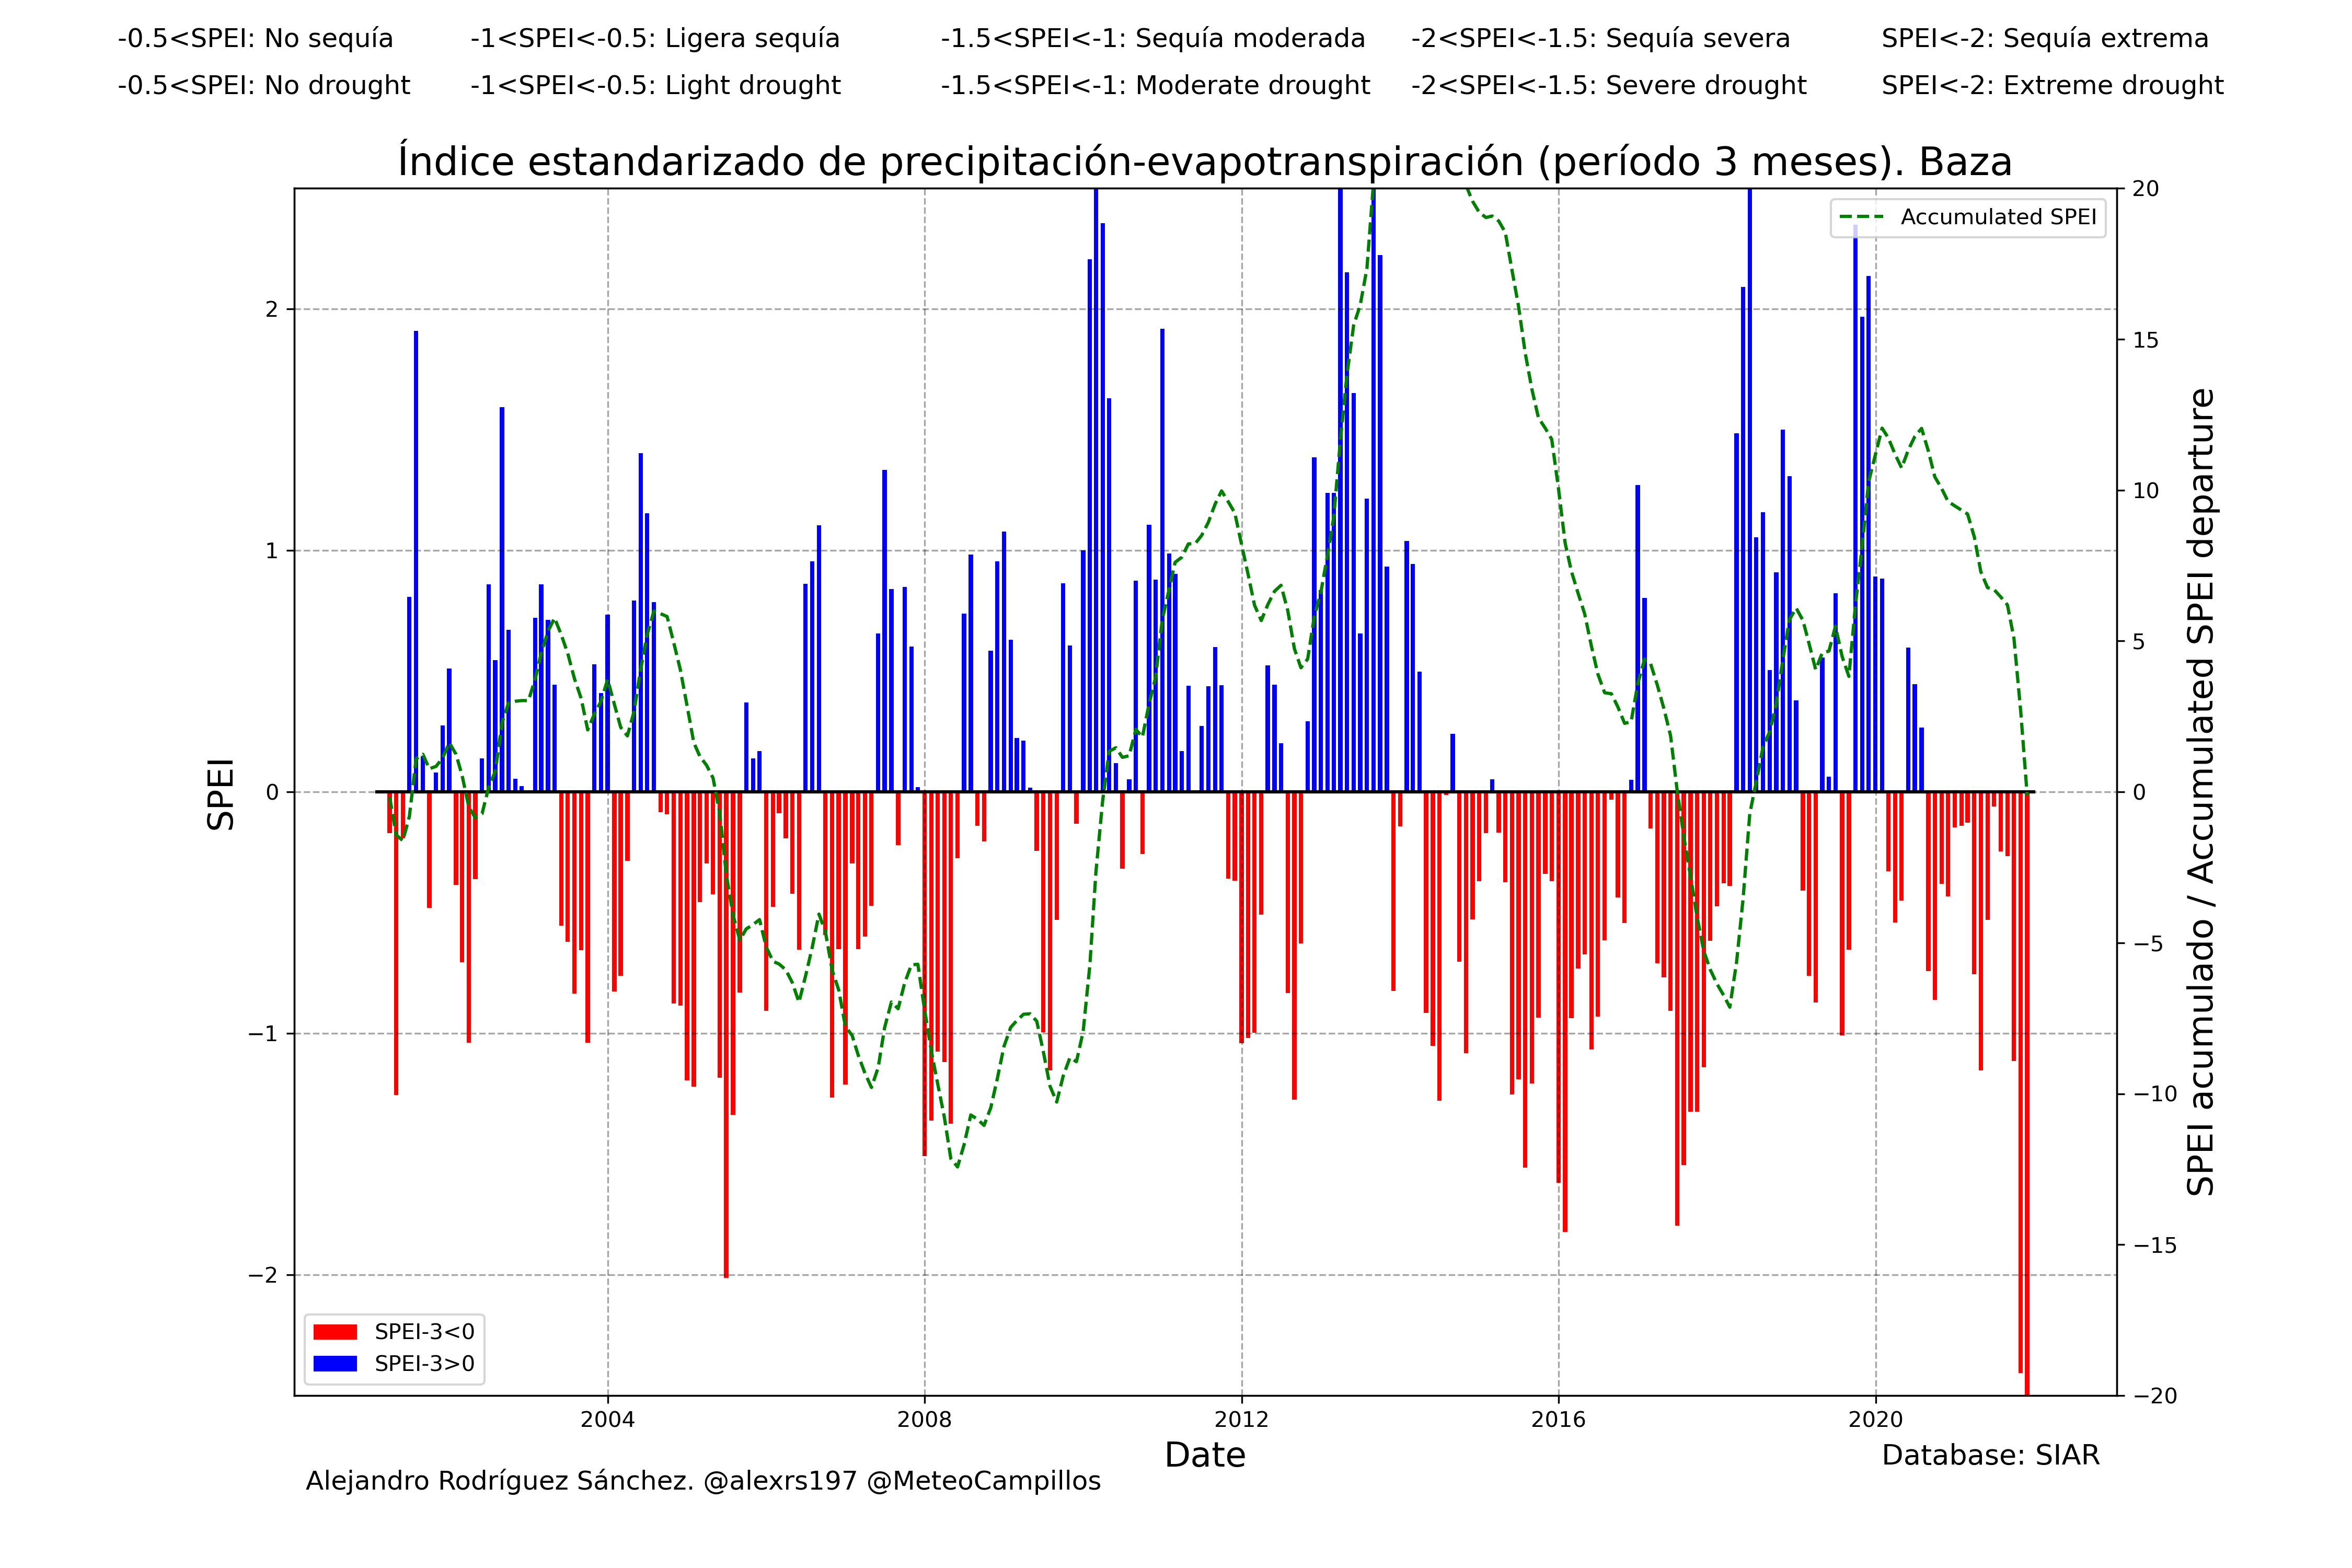 -0.5<SPEI: No sequía -1<SPEI<-0.5: Ligera sequía -1.5<SPEI<-1: Sequía moderada -2<SPEI<-1.5: Sequía severa SPEI<-2: Sequía extrema
-0.5<SPEI: No drought -1<SPEI<-0.5: Light drought -1.5<SPEI<-1: Moderate drought -2<SPEI<-1.5: Severe drought SPEI<-2: Extreme drought
Índice estandarizado de precipitación-evapotranspiración (período 3 meses). Baza
Accumulated SPEI
SPEI
2
1
0
−1
−2
20
15
10
5
0
−5
−10
−15
−20
SPEI acumulado / Accumulated SPEI departure
SPEI-3<0
SPEI-3>0
2004 2008 2012 2016 2020
Date
Database: SIAR
Alejandro Rodríguez Sánchez. @alexrs197 @MeteoCampillos